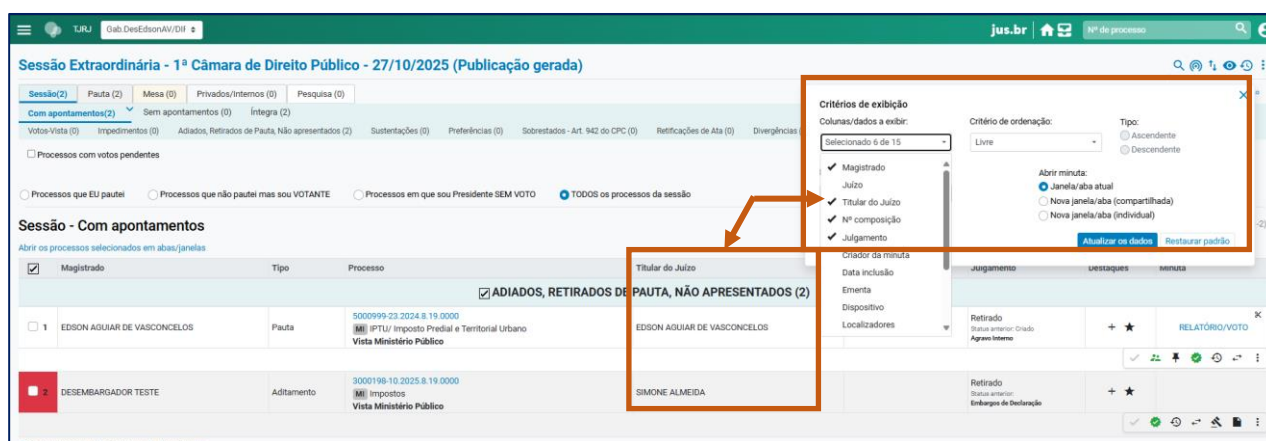 TJRJ Gab.DesEdsonAV/DIF jus.br Nº de processo
Sessão Extraordinária - 1ª Câmara de Direito Público - 27/10/2025 (Publicação gerada)
Sessão(2) Pauta (2) Mesa (0) Privados/Internos (0) Pesquisa (0)
Com apontamentos(2) Sem apontamentos (0) Íntegra (2)
Votos-Vista (0) Impedimentos (0) Adiados, Retirados de Pauta, Não apresentados (2) Sustentações (0) Preferências (0) Sobrestados - Art. 942 do CPC (0) Retificações de Ata (0) Divergências
Processos com votos pendentes
Processos que EU pautei Processos que não pautei mas sou VOTANTE Processos em que sou Presidente SEM VOTO TODOS os processos da sessão
Critérios de exibição
Colunas/dados a exibir: Critério de ordenação: Tipo:
Selecionado 6 de 15 Livre Ascendente
Descendente
Magistrado
Juízo
Titular do Juízo
Nº composição
Julgamento
Criador da minuta
Data inclusão
Ementa
Dispositivo
Localizadores
Abrir minuta:
Janela/aba atual
Nova janela/aba (compartilhada)
Nova janela/aba (individual)
Atualizar os dados Restaurar padrão
Sessão - Com apontamentos
Abrir os processos selecionados em abas/janelas
Magistrado Tipo Processo Titular do Juízo Julgamento Destaques Minuta
ADIADOS, RETIRADOS DE PAUTA, NÃO APRESENTADOS (2)
1 EDSON AGUIAR DE VASCONCELOS Pauta 5000999-23.2024.8.19.0000 EDSON AGUIAR DE VASCONCELOS Retirado RELATÓRIO/VOTO
MI IPTU/ Imposto Predial e Territorial Urbano Status anterior: Criado
Vista Ministério Público Agravo Interno
2 DESEMBARGADOR TESTE Aditamento 3000198-10.2025.8.19.0000 SIMONE ALMEIDA Retirado
MI Impostos Status anterior:
Vista Ministério Público Embargos de Declaração